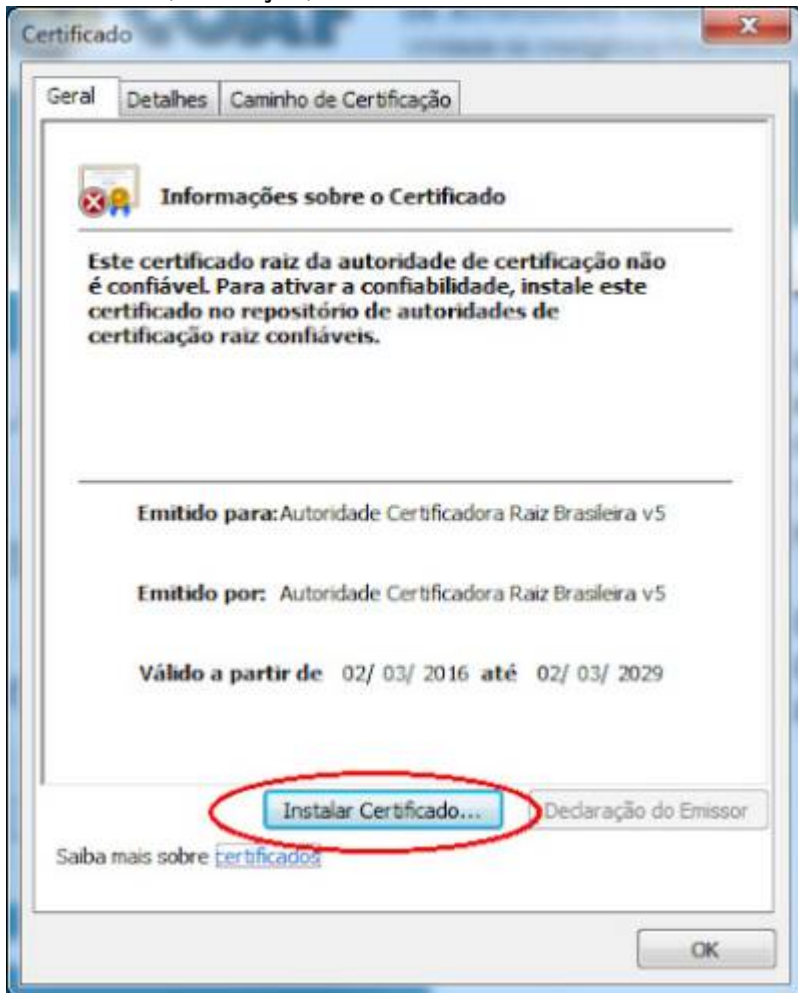 Certificado
Geral Detalhes Caminho de Certificação
Informações sobre o Certificado
Este certificado raiz da autoridade de certificação não
é confiável. Para ativar a confiabilidade, instale este
certificado no repositório de autoridades de
certificação raiz confiáveis.
Emitido para: Autoridade Certificadora Raiz Brasileira v5
Emitido por: Autoridade Certificadora Raiz Brasileira v5
Válido a partir de 02/ 03/ 2016 até 02/ 03/ 2029
Instalar Certificado... Declaração do Emissor
Saiba mais sobre certificados
OK